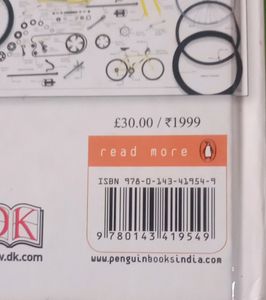 £30.00 / ₹1999
read more
ISBN 978-0-143-41954-9
9 780143 419549
DK
w.dk.com
www.penguinbooksindia.com